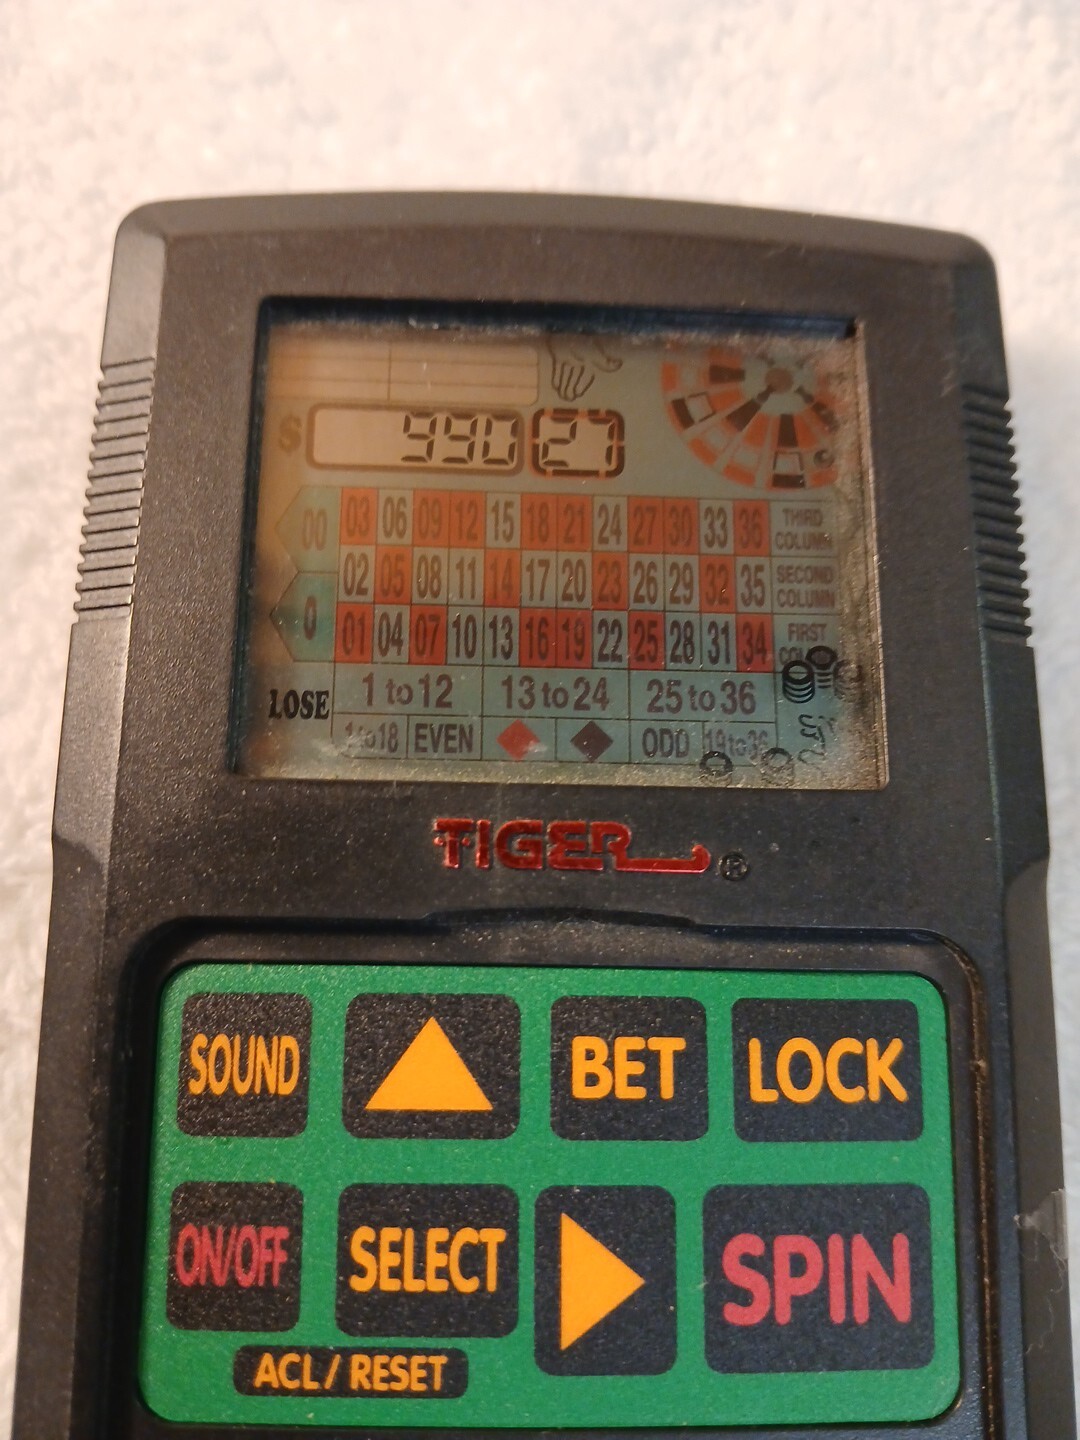 $ 990 27
00 03 06 09 12 15 18 21 24 27 30 33 36 THIRD COLUMN
02 05 08 11 14 17 20 23 26 29 32 35 SECOND COLUMN
0 01 04 07 10 13 16 19 22 25 28 31 34 FIRST
LOSE 1 to 12 13 to 24 25 to 36
1 to 18 EVEN ODD 19 to 36
TIGER®
SOUND BET LOCK
ON/OFF SELECT SPIN
ACL / RESET